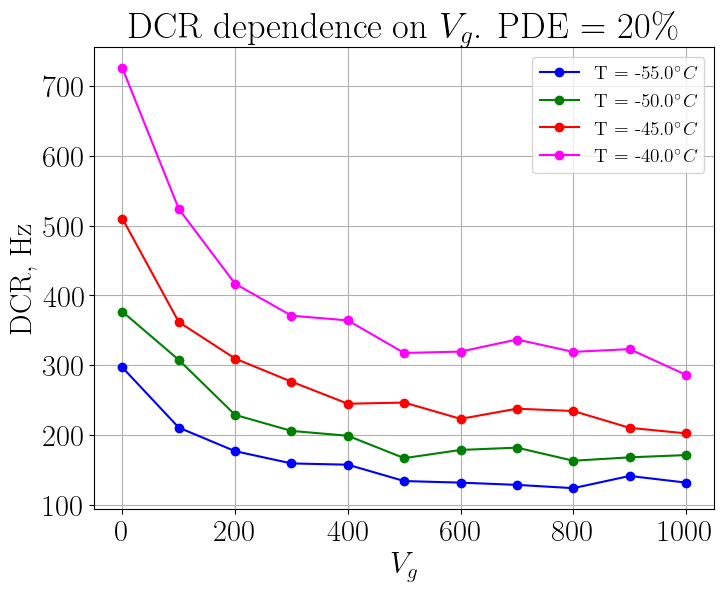 DCR dependence on V_g. PDE = 20%
T = -55.0°C
T = -50.0°C
T = -45.0°C
T = -40.0°C
700
600
500
400
300
200
100
DCR, Hz
0 200 400 600 800 1000
V_g